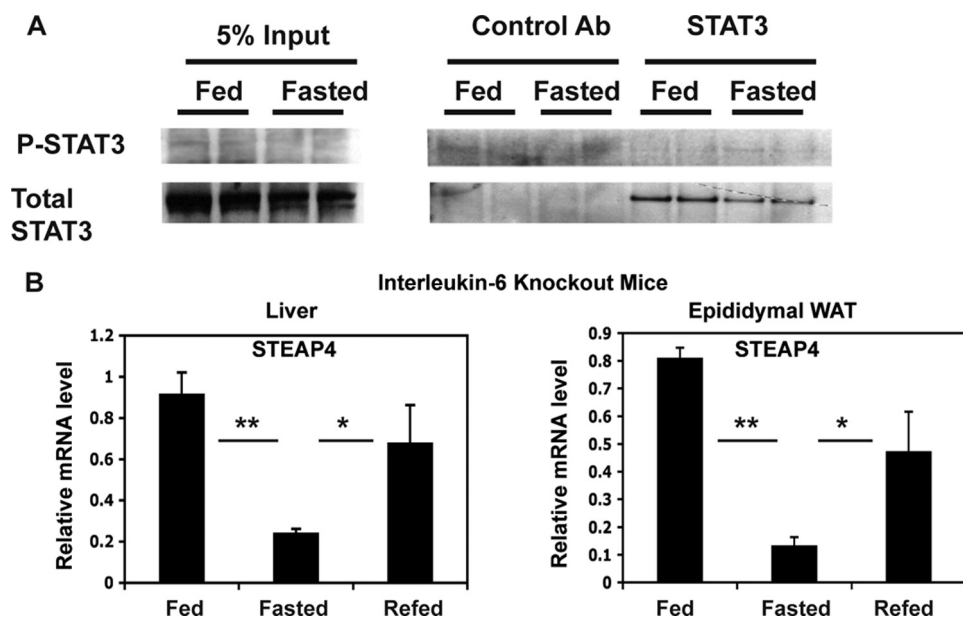 A
5% Input
Control Ab
STAT3
Fed
Fasted
Fed
Fasted
Fed
Fasted
P-STAT3
Total
STAT3
B
Interleukin-6 Knockout Mice
Liver
STEAP4
Relative mRNA level
1.2
1
0.8
0.6
0.4
0.2
0
**
*
Fed
Fasted
Refed
Epididymal WAT
STEAP4
Relative mRNA level
0.9
0.8
0.7
0.6
0.5
0.4
0.3
0.2
0.1
0
**
*
Fed
Fasted
Refed